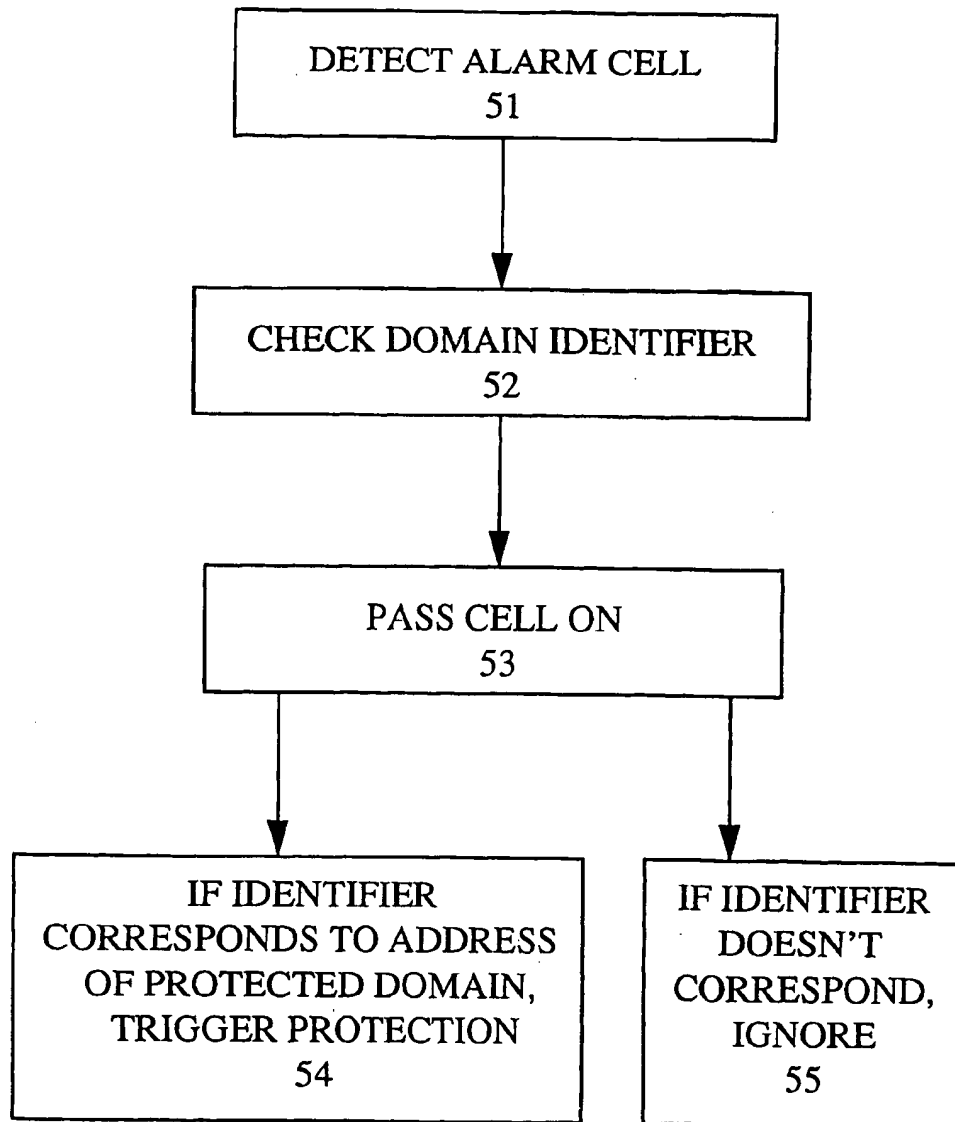 DETECT ALARM CELL
51
CHECK DOMAIN IDENTIFIER
52
PASS CELL ON
53
IF IDENTIFIER
CORRESPONDS TO ADDRESS
OF PROTECTED DOMAIN,
TRIGGER PROTECTION
54
IF IDENTIFIER
DOESN'T
CORRESPOND,
IGNORE
55